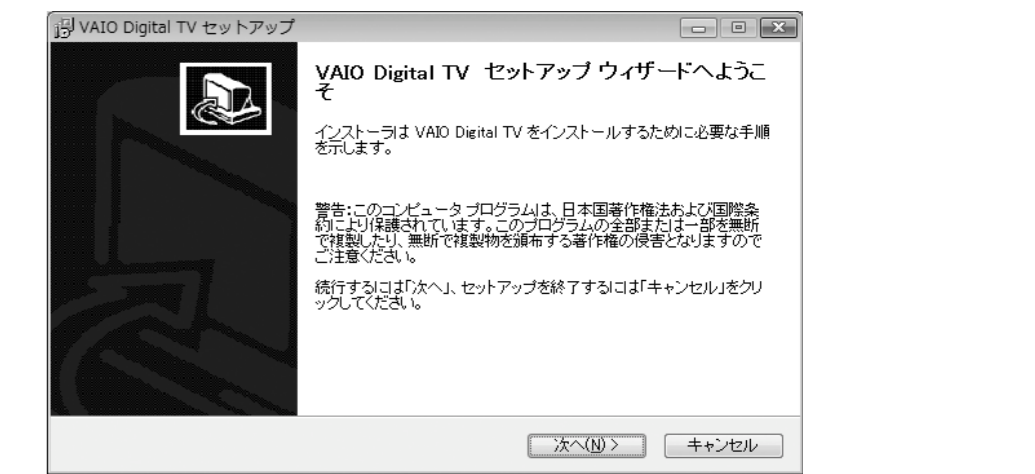 VAIO Digital TV セットアップ
VAIO Digital TV セットアップ ウィザードへようこ
そ
インストーラは VAIO Digital TV をインストールするために必要な手順
を示します。
警告:このコンピュータ プログラムは、日本国著作権法および国際条
約により保護されています。このプログラムの全部または一部を無断
で複製したり、無断で複製物を頒布する著作権の侵害となりますので
ご注意ください。
続行するには「次へ」、セットアップを終了するには「キャンセル」をクリ
ックしてください。
次へ(N) >
キャンセル